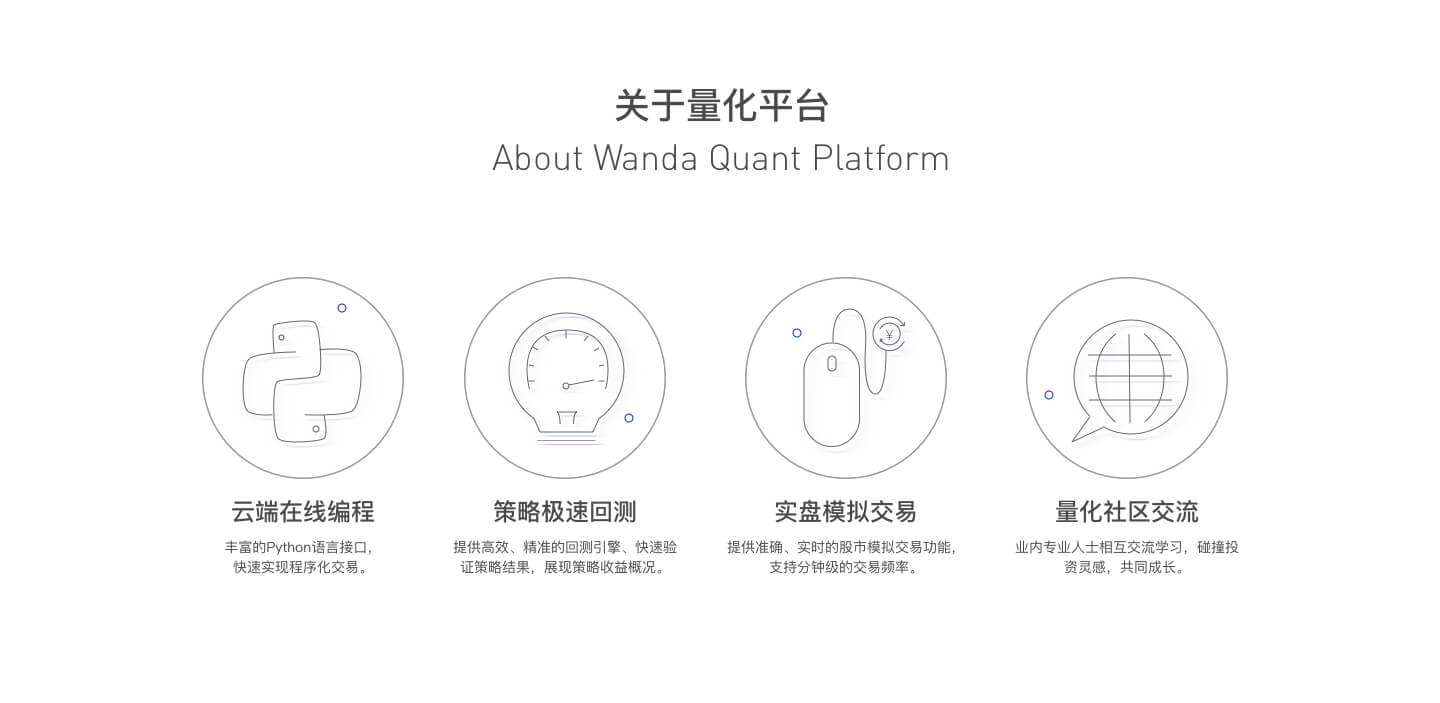 关于量化平台
About Wanda Quant Platform
¥
云端在线编程
丰富的Python语言接口，
快速实现程序化交易。
策略极速回测
提供高效、精准的回测引擎、快速验
证策略结果，展现策略收益概况。
实盘模拟交易
提供准确、实时的股市模拟交易功能，
支持分钟级的交易频率。
量化社区交流
业内专业人士相互交流学习，碰撞投
资灵感，共同成长。